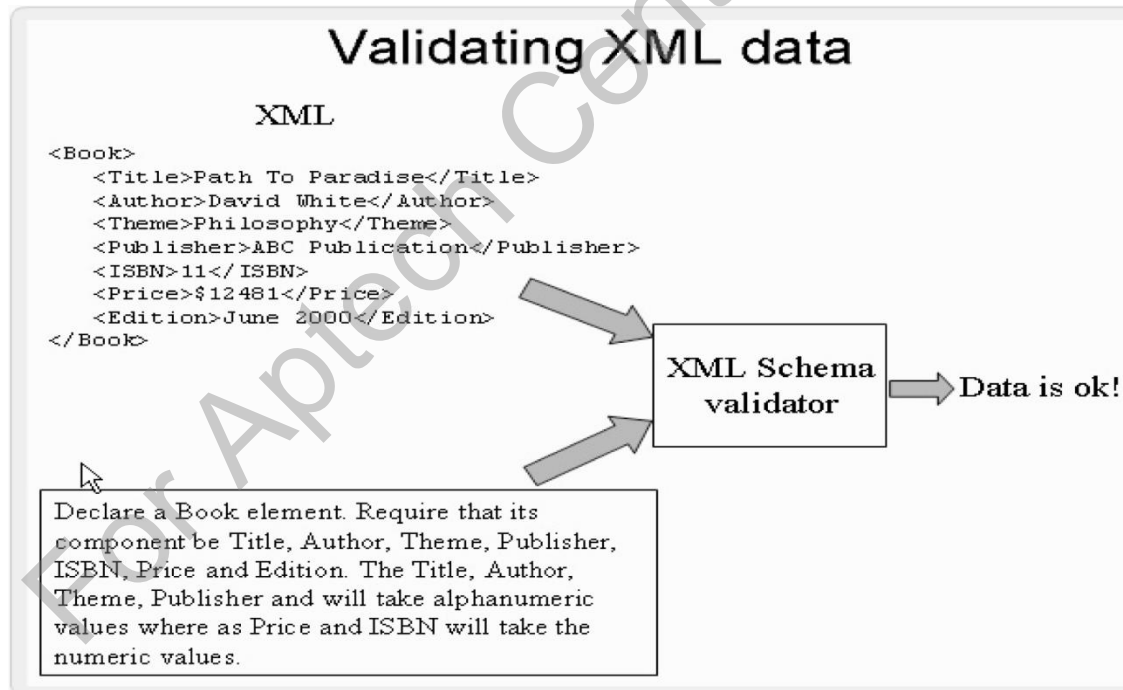 Validating XML data
XML
<Book>
<Title>Path To Paradise</Title>
<Author>David White</Author>
<Theme>Philosophy</Theme>
<Publisher>ABC Publication</Publisher>
<ISBN>11</ISBN>
<Price>$12481</Price>
<Edition>June 2000</Edition>
</Book>
XML Schema
validator
Data is ok!
Declare a Book element. Require that its
component be Title, Author, Theme, Publisher,
ISBN, Price and Edition. The Title, Author,
Theme, Publisher and will take alphanumeric
values where as Price and ISBN will take the
numeric values.
For Aptech